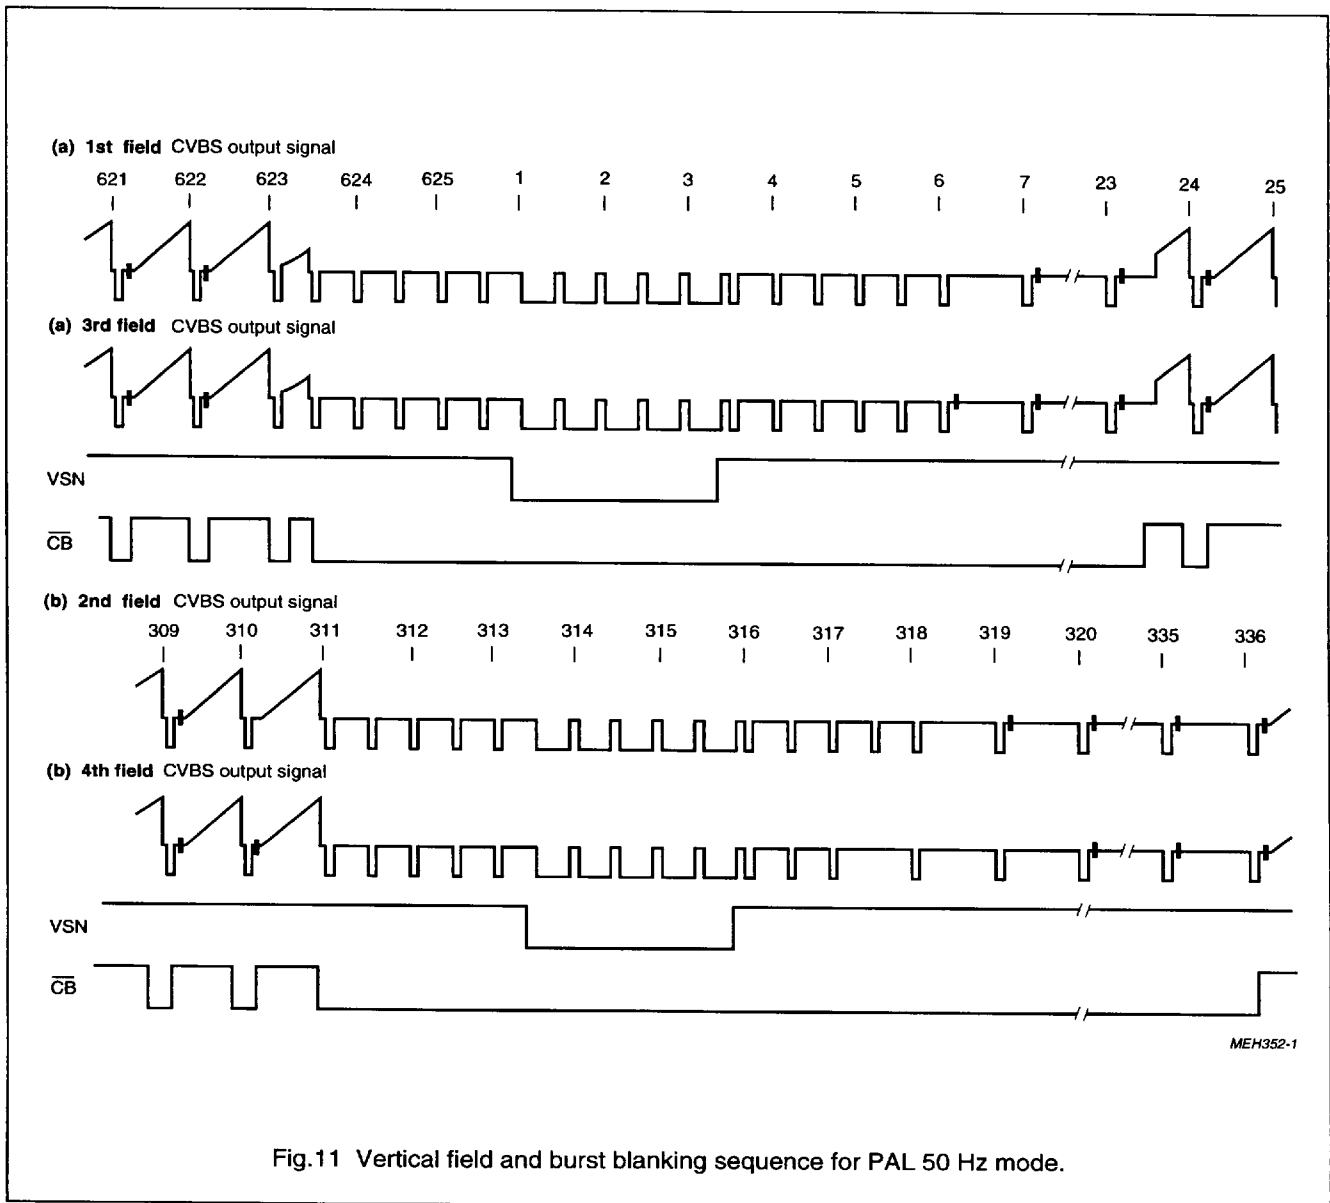 (a) 1st field CVBS output signal
621 622 623 624 625 1 2 3 4 5 6 7 23 24 25
(a) 3rd field CVBS output signal
VSN
CB
(b) 2nd field CVBS output signal
309 310 311 312 313 314 315 316 317 318 319 320 335 336
(b) 4th field CVBS output signal
VSN
CB
MEH352-1
Fig.11 Vertical field and burst blanking sequence for PAL 50 Hz mode.